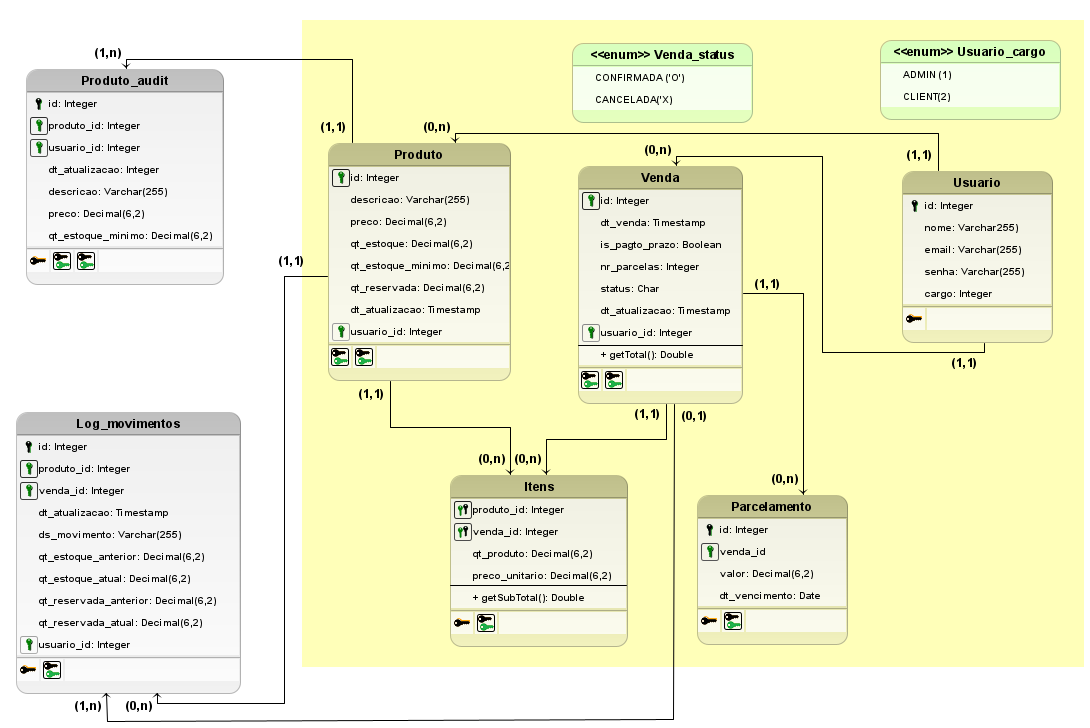 <<enum>> Venda_status
CONFIRMADA ('O')
CANCELADA('X)
<<enum>> Usuario_cargo
ADMIN (1)
CLIENT(2)
(1,n)
Produto_audit
id: Integer
produto_id: Integer
usuario_id: Integer
dt_atualizacao: Integer
descricao: Varchar(255)
preco: Decimal(6,2)
qt_estoque_minimo: Decimal(6,2)
(1,1)
(0,n)
Produto
id: Integer
descricao: Varchar(255)
preco: Decimal(6,2)
qt_estoque: Decimal(6,2)
qt_estoque_minimo: Decimal(6,2
qt_reservada: Decimal(6,2)
dt_atualizacao: Timestamp
usuario_id: Integer
(1,1)
(1,1)
(0,n)
Venda
id: Integer
dt_venda: Timestamp
is_pagto_prazo: Boolean
nr_parcelas: Integer
status: Char
dt_atualizacao: Timestamp
usuario_id: Integer
+ getTotal(): Double
(1,1)
(1,1)
(0,1)
(1,1)
Usuario
id: Integer
nome: Varchar255)
email: Varchar(255)
senha: Varchar(255)
cargo: Integer
(1,1)
Log_movimentos
id: Integer
produto_id: Integer
venda_id: Integer
dt_atualizacao: Timestamp
ds_movimento: Varchar(255)
qt_estoque_anterior: Decimal(6,2)
qt_estoque_atual: Decimal(6,2)
qt_reservada_anterior: Decimal(6,2)
qt_reservada_atual: Decimal(6,2)
usuario_id: Integer
(1,n)
(0,n)
(0,n)
(0,n)
Itens
produto_id: Integer
venda_id: Integer
qt_produto: Decimal(6,2)
preco_unitario: Decimal(6,2)
+ getSubTotal(): Double
(0,n)
Parcelamento
id: Integer
venda_id
valor: Decimal(6,2)
dt_vencimento: Date